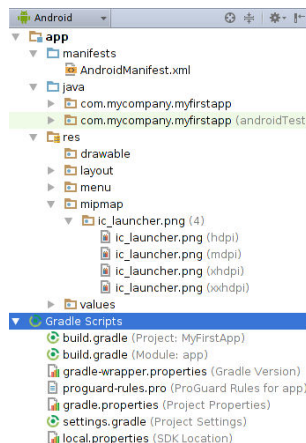 Android
app
manifests
AndroidManifest.xml
java
com.mycompany.myfirstapp
com.mycompany.myfirstapp (androidTest
res
drawable
layout
menu
mipmap
ic_launcher.png (4)
ic_launcher.png (hdpi)
ic_launcher.png (mdpi)
ic_launcher.png (xhdpi)
ic_launcher.png (xxhdpi)
values
Gradle Scripts
build.gradle (Project: MyFirstApp)
build.gradle (Module: app)
gradle-wrapper.properties (Gradle Version)
proguard-rules.pro (ProGuard Rules for app)
gradle.properties (Project Properties)
settings.gradle (Project Settings)
local.properties (SDK Location)